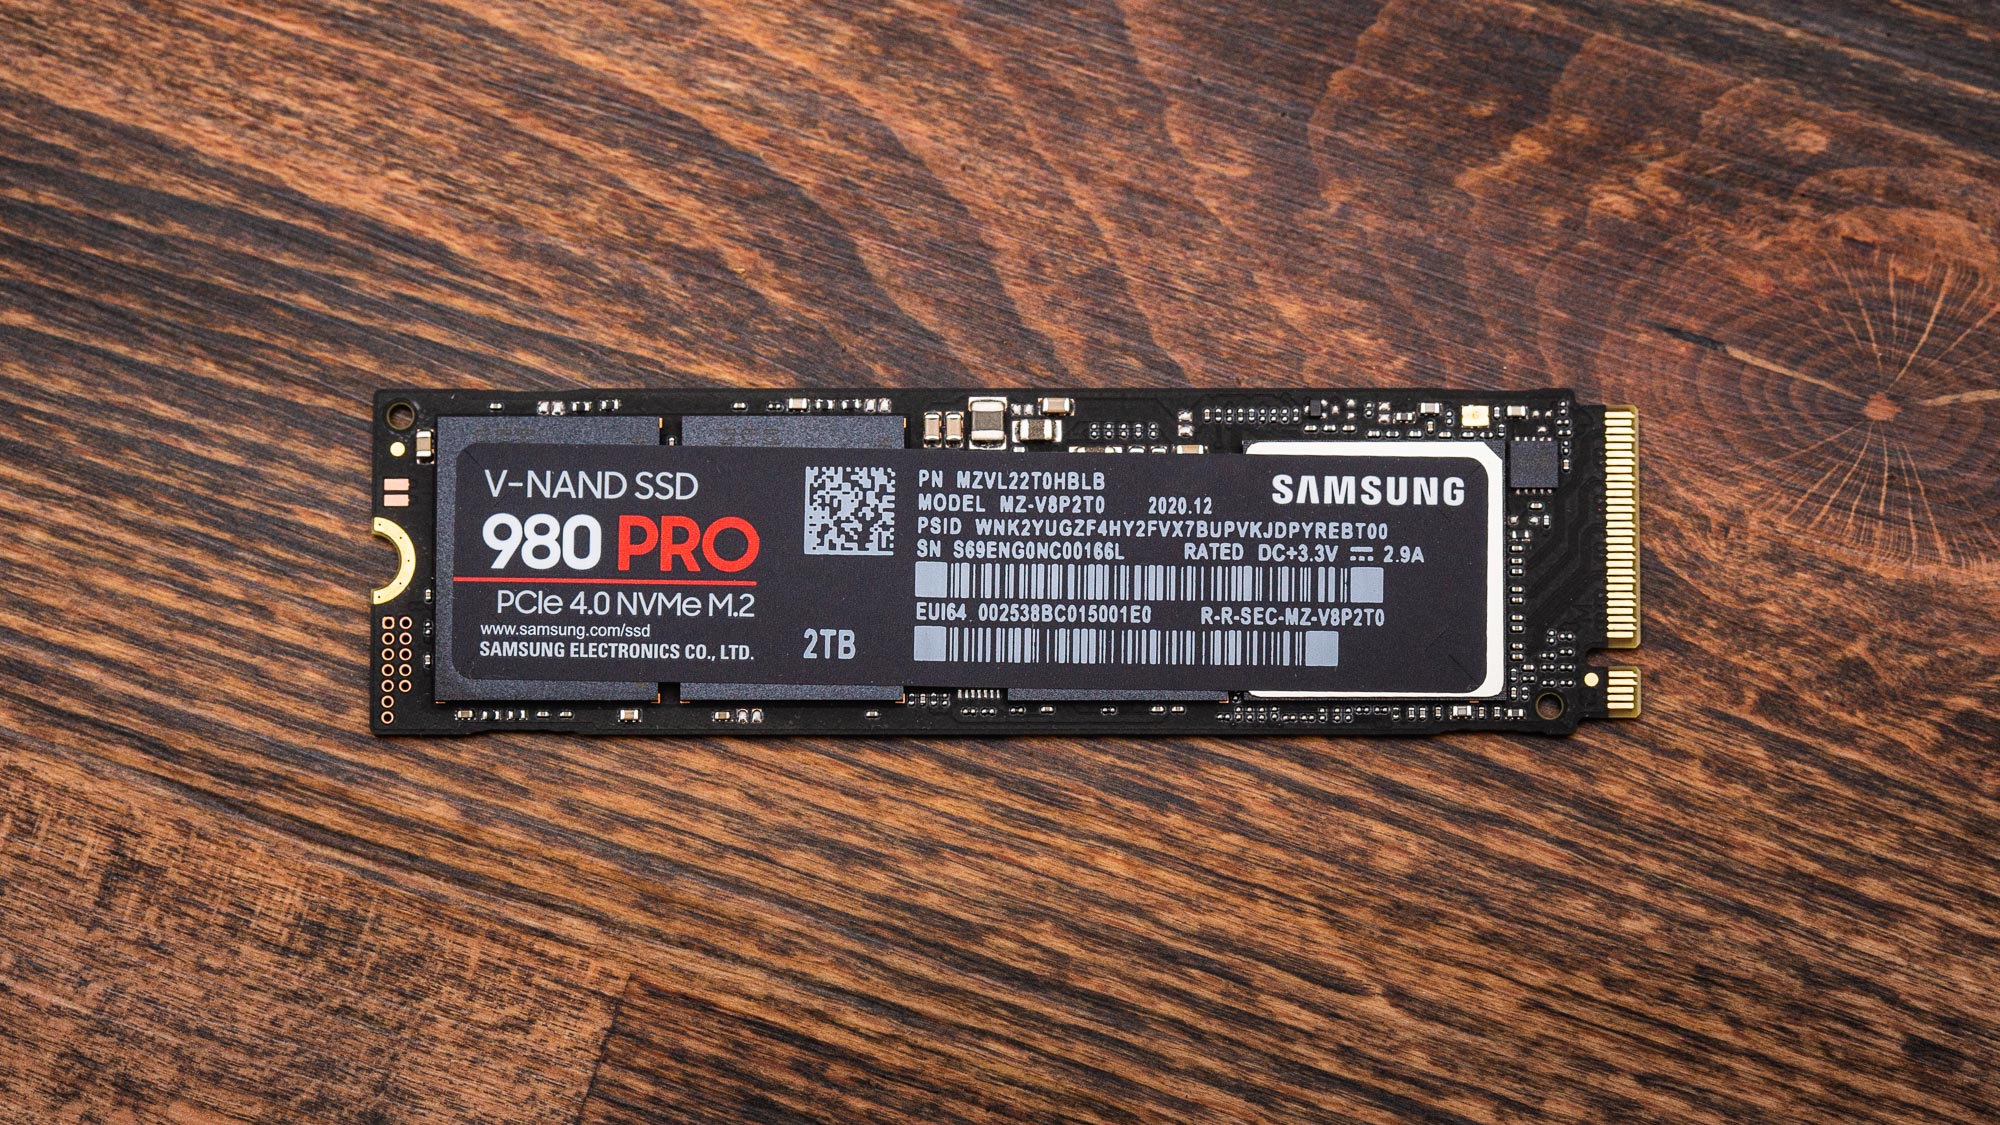 V-NAND SSD
980 PRO
PCIe 4.0 NVMe M.2
www.samsung.com/ssd
SAMSUNG ELECTRONICS CO., LTD.
2TB
PN MZVL22T0HBLB
MODEL MZ-V8P2T0 2020.12
PSID WNK2YUGZF4HY2FVX7BUPVKJDPYREBT00
SN S69ENG0NC00166L RATED DC+3.3V ⎓ 2.9A
EUI64 002538BC015001E0 R-R-SEC-MZ-V8P2T0
SAMSUNG